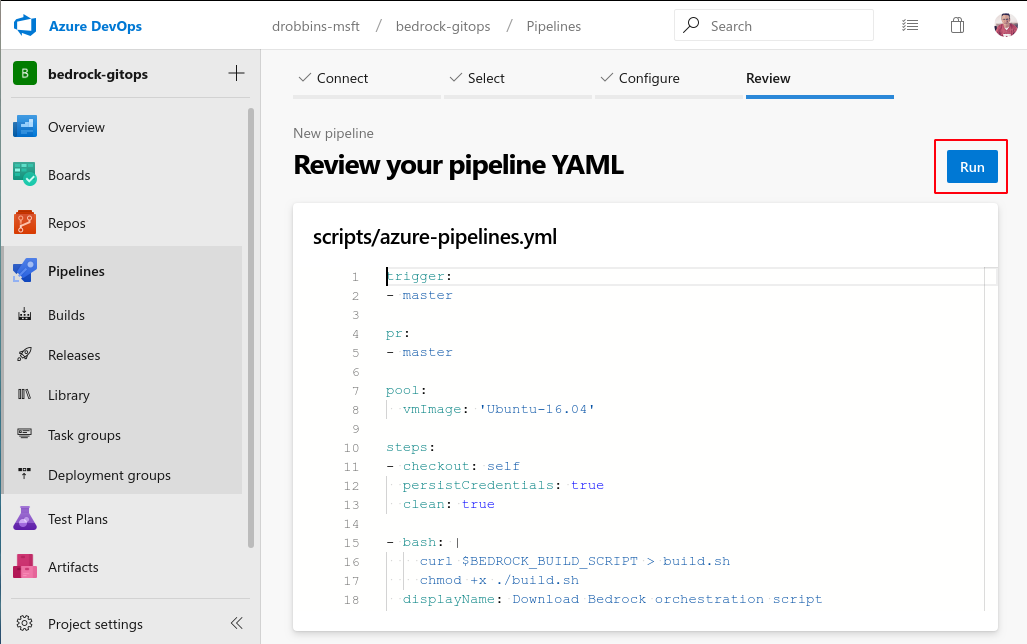 Azure DevOps
drobbins-msft / bedrock-gitops / Pipelines
Search
B bedrock-gitops
Overview
Boards
Repos
Pipelines
Builds
Releases
Library
Task groups
Deployment groups
Test Plans
Artifacts
Project settings
Connect
Select
Configure
Review
New pipeline
Review your pipeline YAML
Run
scripts/azure-pipelines.yml
1 trigger:
2 - master
3
4 pr:
5 - master
6
7 pool:
8   vmImage: 'Ubuntu-16.04'
9
10 steps:
11 - checkout: self
12   persistCredentials: true
13   clean: true
14
15 - bash: |
16     curl $BEDROCK_BUILD_SCRIPT > build.sh
17     chmod +x ./build.sh
18   displayName: Download Bedrock orchestration script